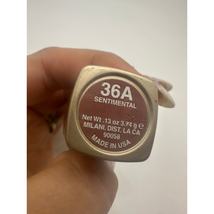 36A
SENTIMENTAL
Net Wt .13 oz 3.74 g e
MILANI, DIST. LA CA
90058
MADE IN USA